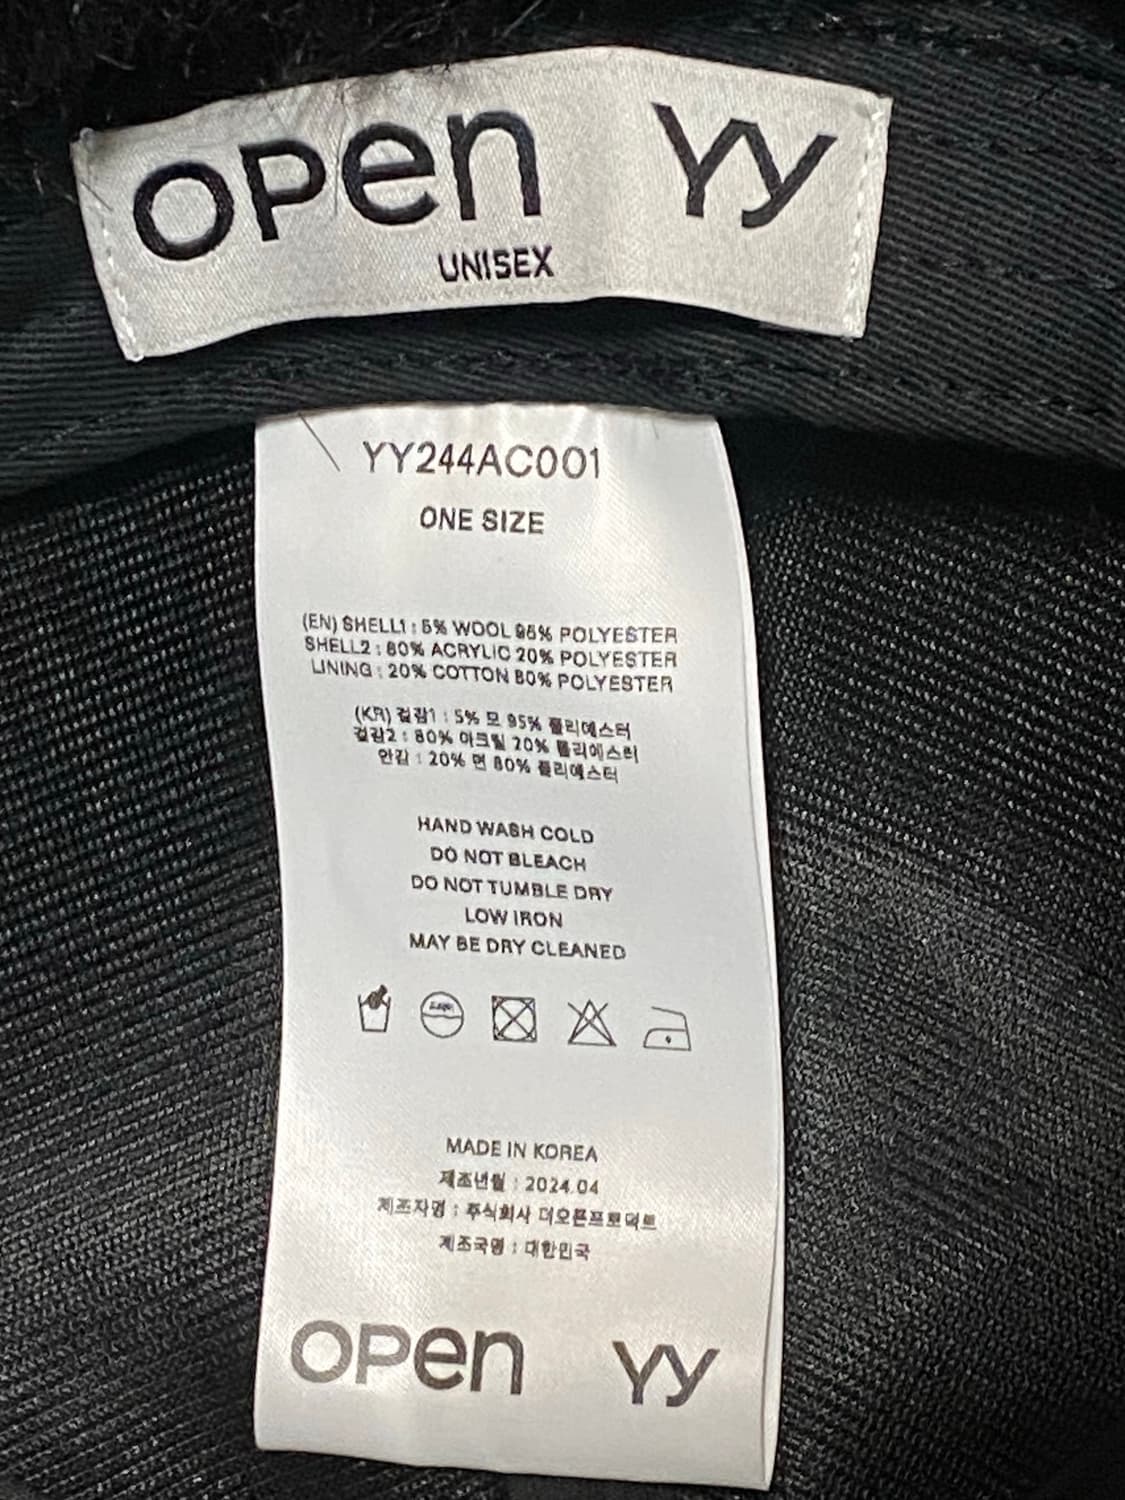 open yy
UNISEX
YY244AC001
ONE SIZE
(EN) SHELL1 : 5% WOOL 95% POLYESTER
SHELL2 : 80% ACRYLIC 20% POLYESTER
LINING : 20% COTTON 80% POLYESTER
(KR) 겉감1 : 5% 모 95% 폴리에스터
겉감2 : 80% 아크릴 20% 폴리에스터
안감 : 20% 면 80% 폴리에스터
HAND WASH COLD
DO NOT BLEACH
DO NOT TUMBLE DRY
LOW IRON
MAY BE DRY CLEANED
MADE IN KOREA
제조년월 : 2024.04
제조자명 : 주식회사 더오픈프로덕트
제조국명 : 대한민국
open yy